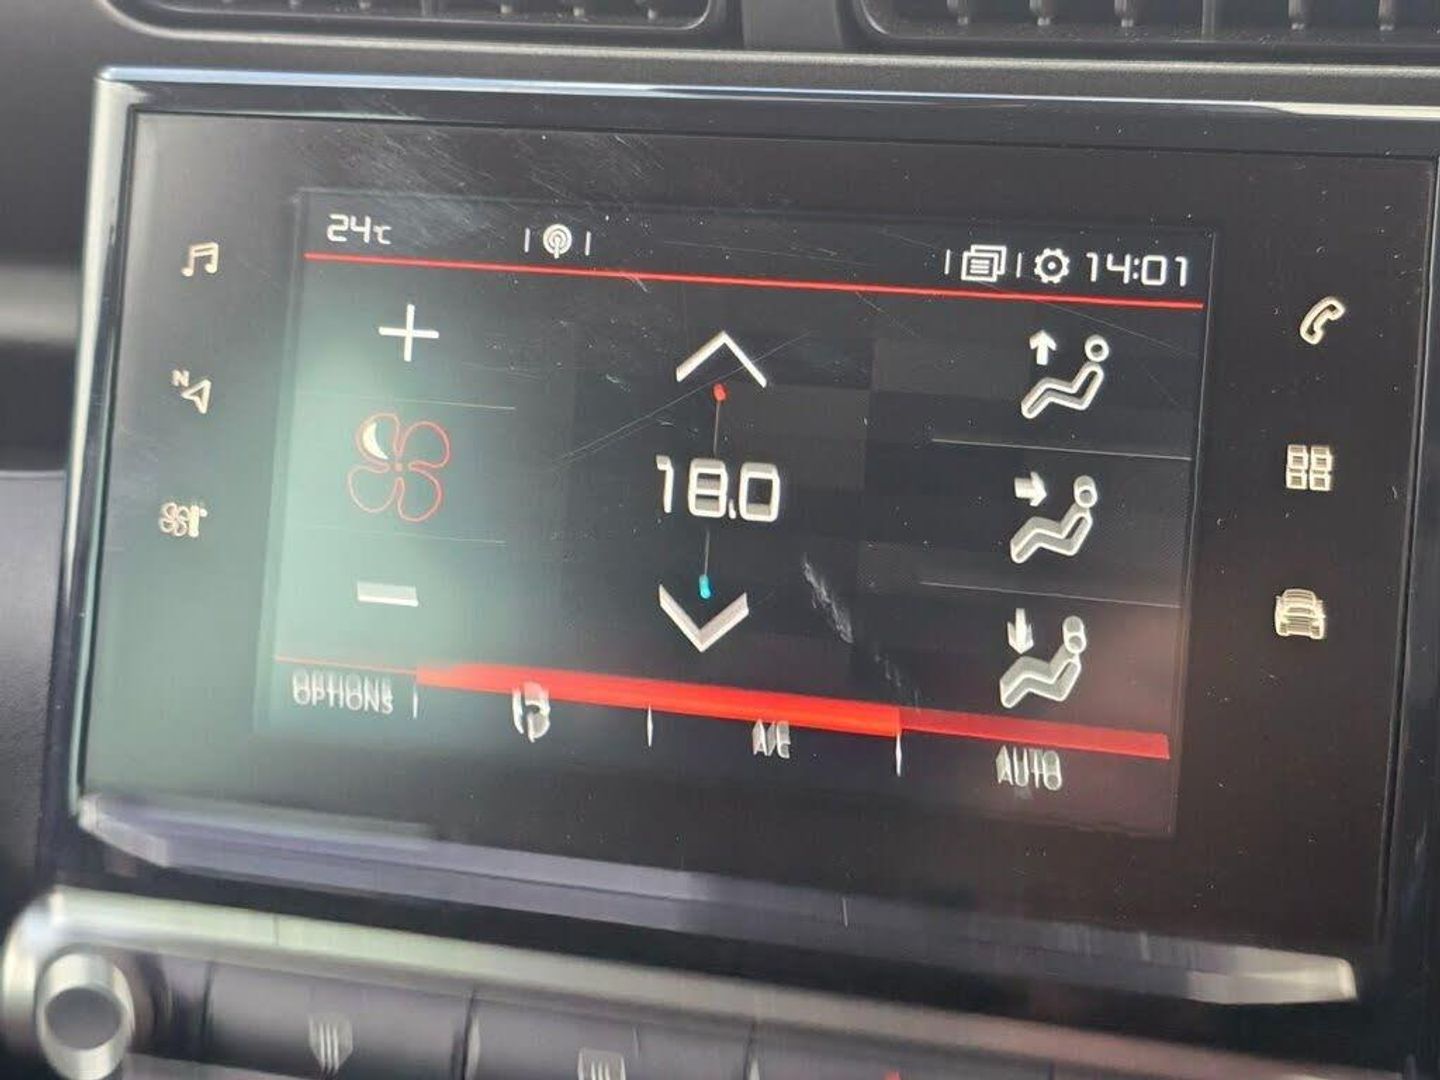 24°C
14:01
N
18.0
OPTIONS
A/C
AUTO